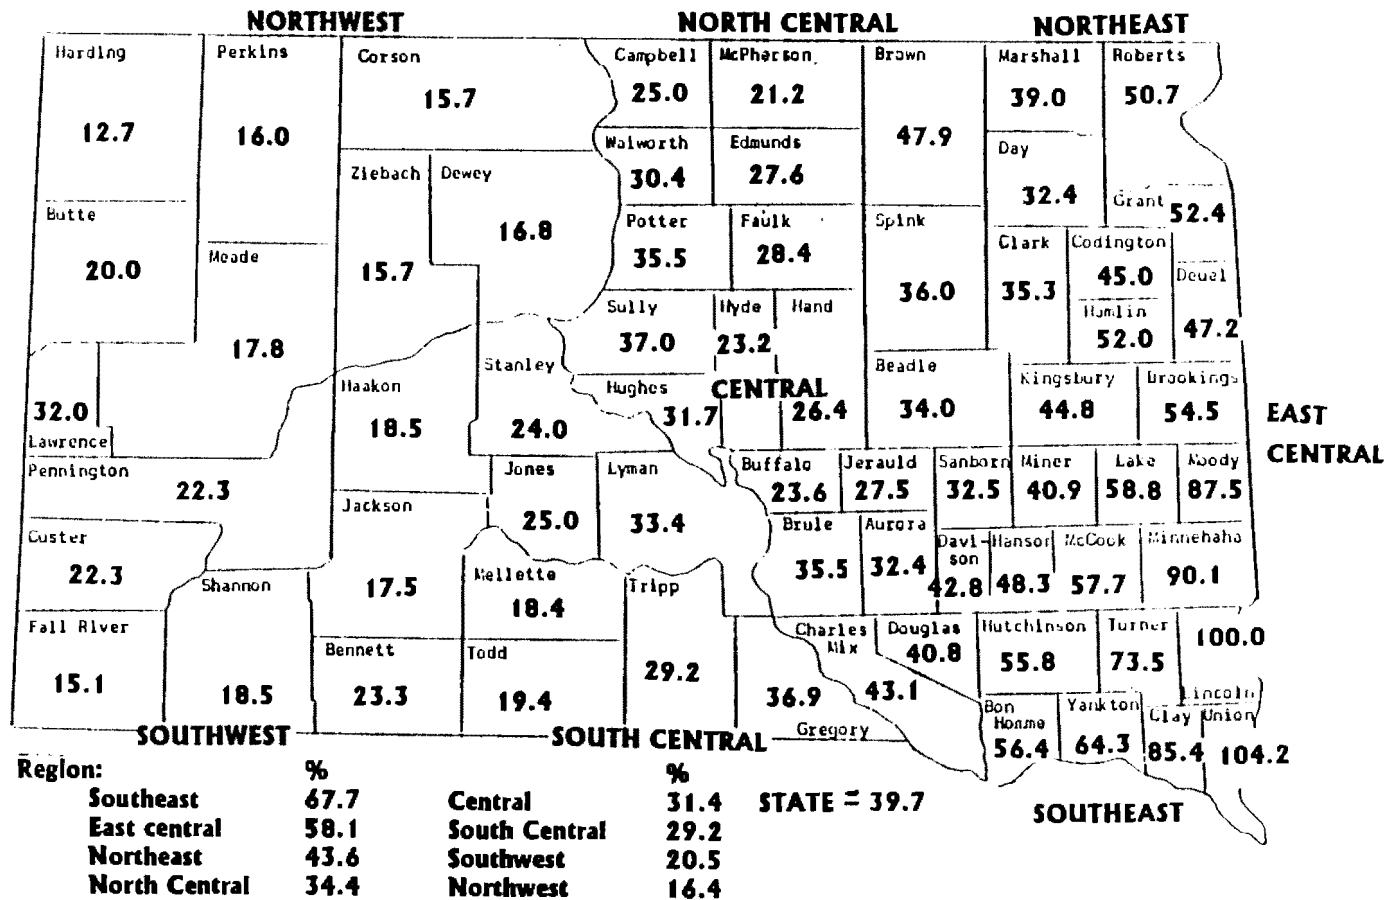 NORTHWEST NORTH CENTRAL NORTHEAST
Harding Perkins Corson Campbell McPherson Brown Marshall Roberts
12.7 16.0 15.7 25.0 21.2 47.9 39.0 50.7
Walworth Edmunds Day
30.4 27.6 32.4
Ziebach Dewey
15.7 16.8
Butte Meade Potter Faulk Spink Grant
20.0 17.8 35.5 28.4 36.0 52.4
Clark Codington Deuel
35.3 45.0 47.2
Hamlin
52.0
Sully Hyde Hand
37.0 23.2 26.4
Lawrence Haakon Stanley Hughes Beadle Kingsbury Brookings
32.0 18.5 24.0 31.7 34.0 44.8 54.5
CENTRAL
EAST
CENTRAL
Pennington Jones Lyman Buffalo Jerauld Sanborn Miner Lake Moody
22.3 25.0 33.4 23.6 27.5 32.5 40.9 58.8 87.5
Custer Jackson Brule Aurora Davi-
son Hanson McCook Minnehaha
22.3 17.5 35.5 32.4 42.8 48.3 57.7 90.1
Shannon Mellette Tripp
18.5 18.4 29.2
Fall River Bennett Todd Charles
Mix Douglas Hutchinson Turner Lincoln
15.1 23.3 19.4 43.1 40.8 55.8 73.5 100.0
Gregory Bon
Homme Yankton Clay Union
36.9 56.4 64.3 85.4 104.2
SOUTHWEST SOUTH CENTRAL SOUTHEAST
Region: % %
Southeast 67.7 Central 31.4 STATE = 39.7
East central 58.1 South Central 29.2
Northeast 43.6 Southwest 20.5
North Central 34.4 Northwest 16.4